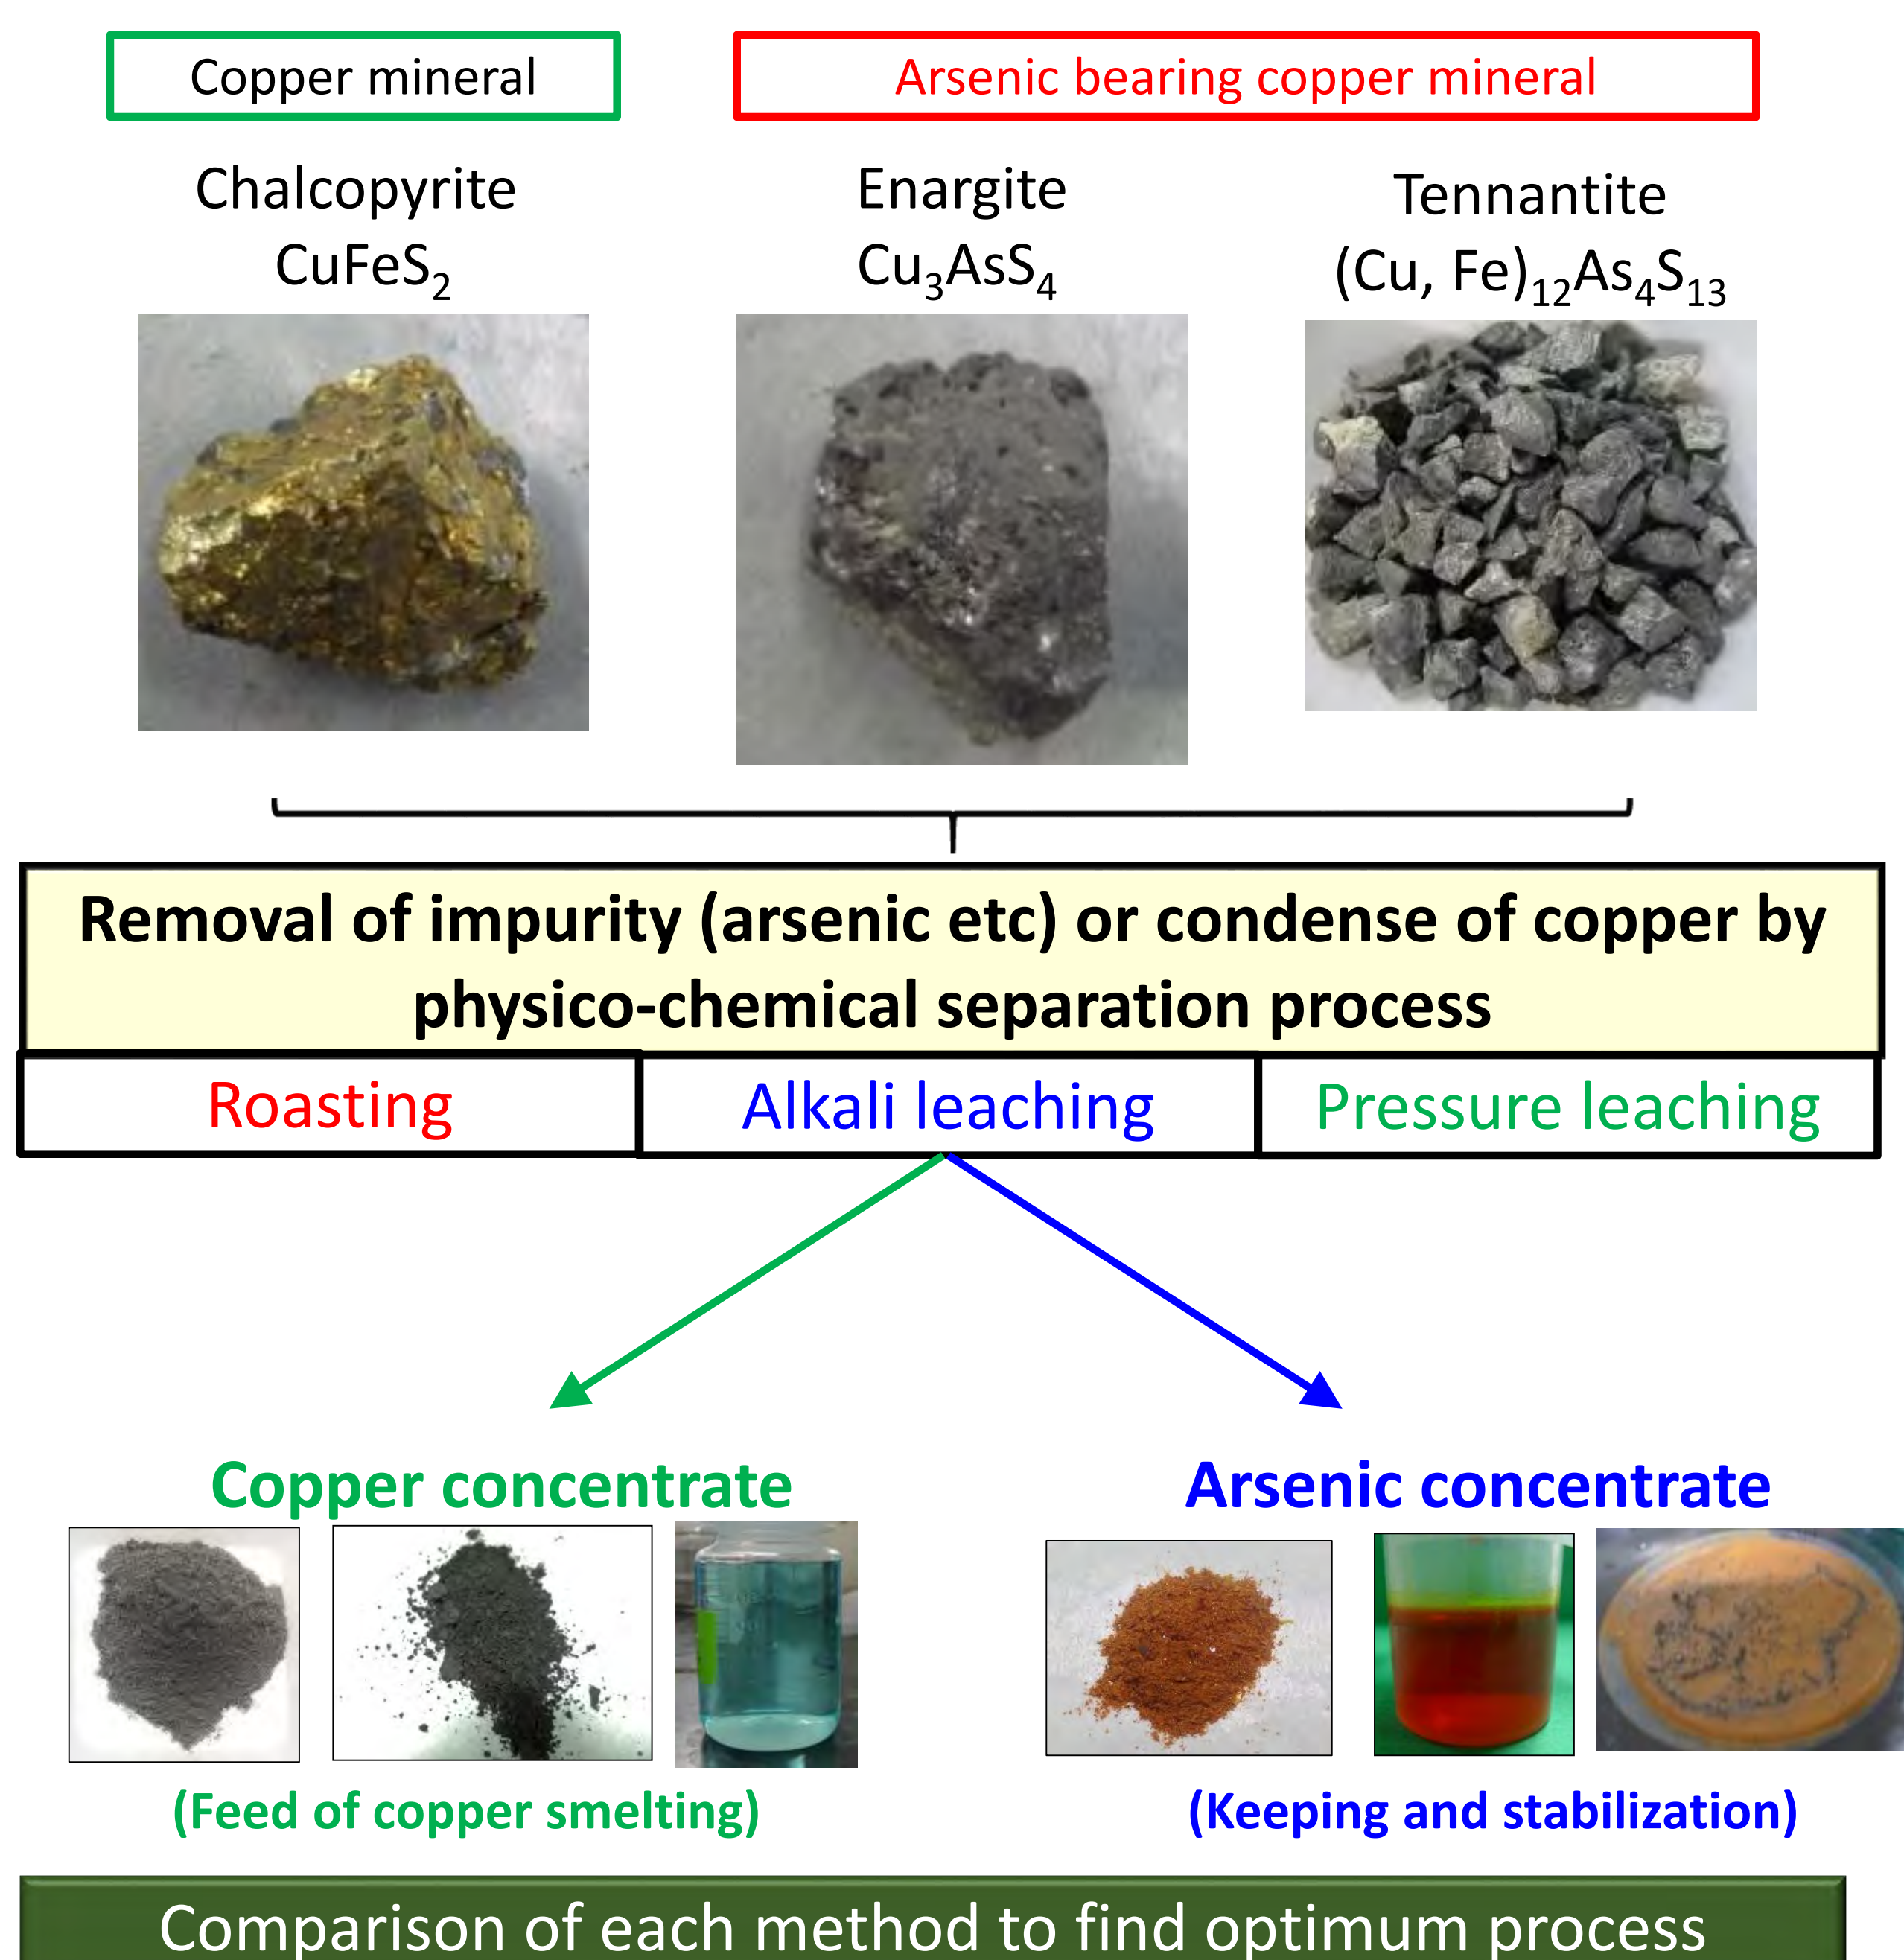 Copper mineral
Arsenic bearing copper mineral
Chalcopyrite
CuFeS₂
Enargite
Cu₃AsS₄
Tennantite
(Cu, Fe)₁₂As₄S₁₃
Removal of impurity (arsenic etc) or condense of copper by
physico-chemical separation process
Roasting
Alkali leaching
Pressure leaching
Copper concentrate
Arsenic concentrate
(Feed of copper smelting)
(Keeping and stabilization)
Comparison of each method to find optimum process